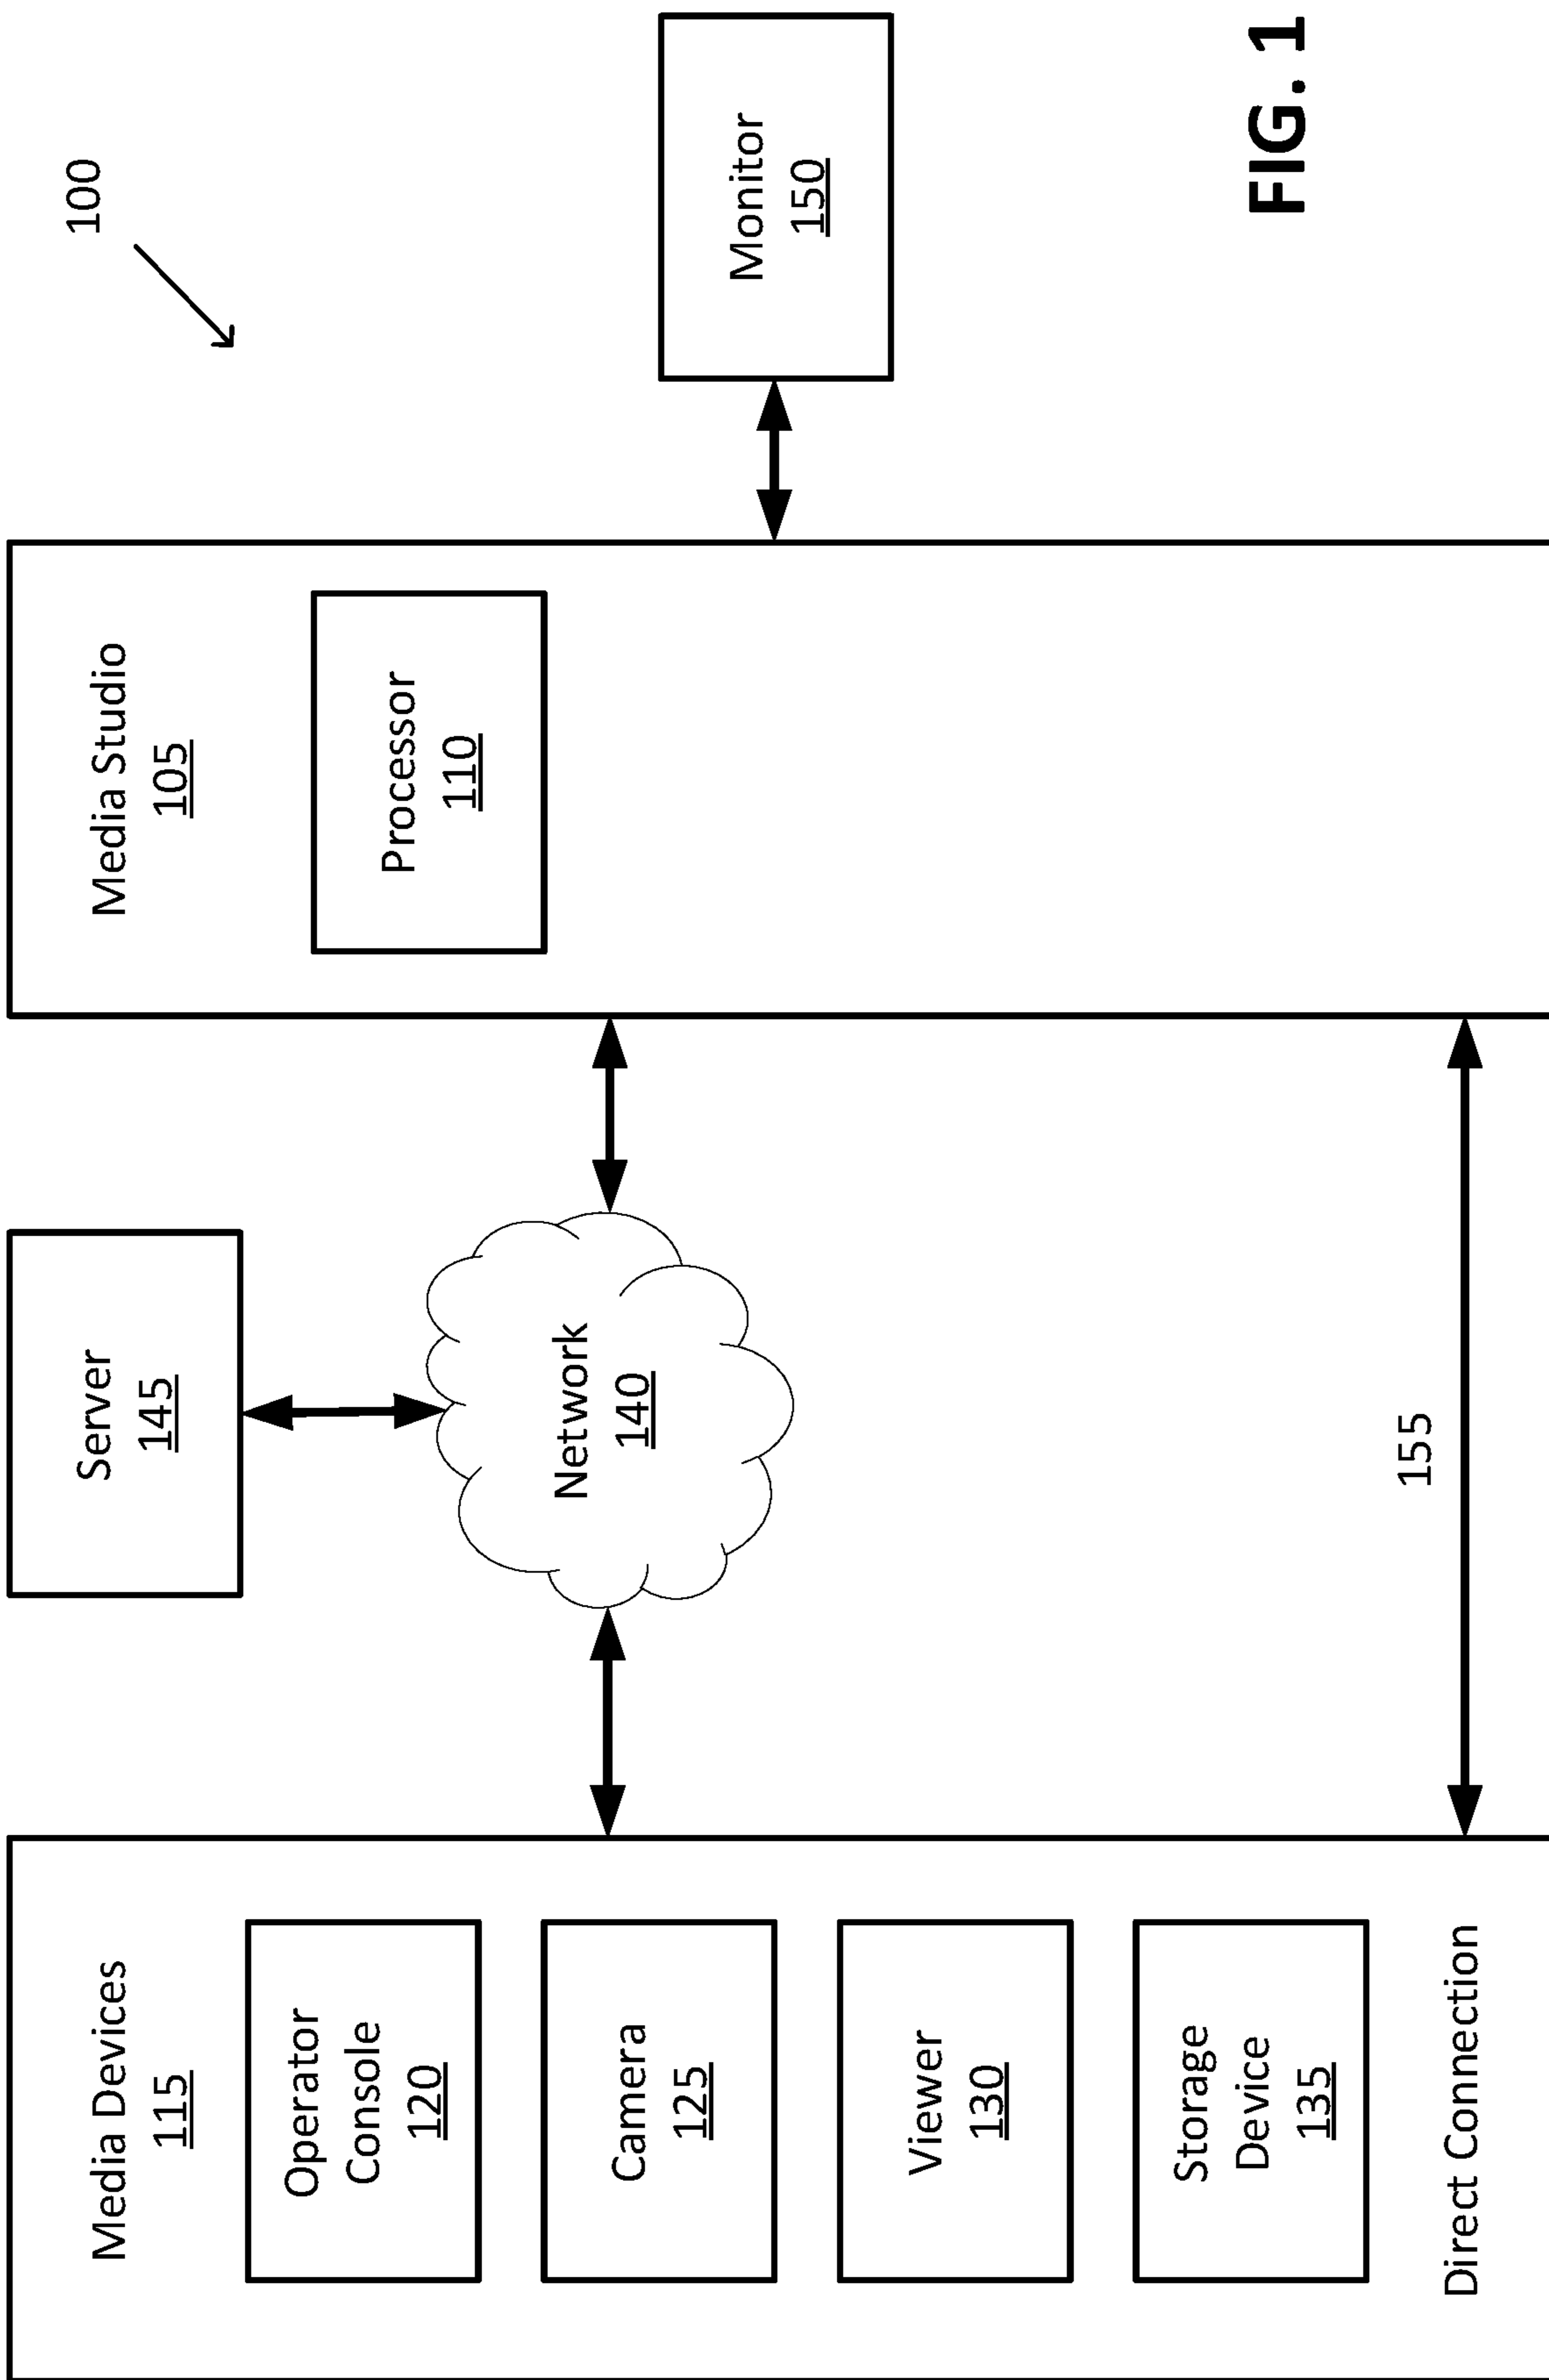 100
Media Devices
115
Operator
Console
120
Camera
125
Viewer
130
Storage
Device
135
Direct Connection
Server
145
Network
140
155
Media Studio
105
Processor
110
Monitor
150
FIG. 1